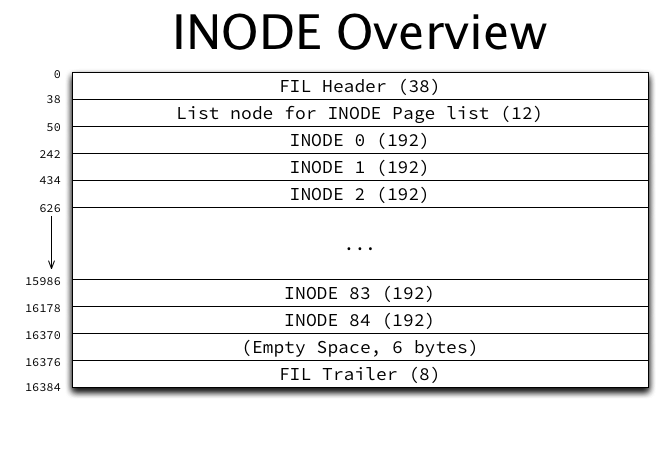 INODE Overview
0
FIL Header (38)
38
List node for INODE Page list (12)
50
INODE 0 (192)
242
INODE 1 (192)
434
INODE 2 (192)
626
...
15986
INODE 83 (192)
16178
INODE 84 (192)
16370
(Empty Space, 6 bytes)
16376
FIL Trailer (8)
16384